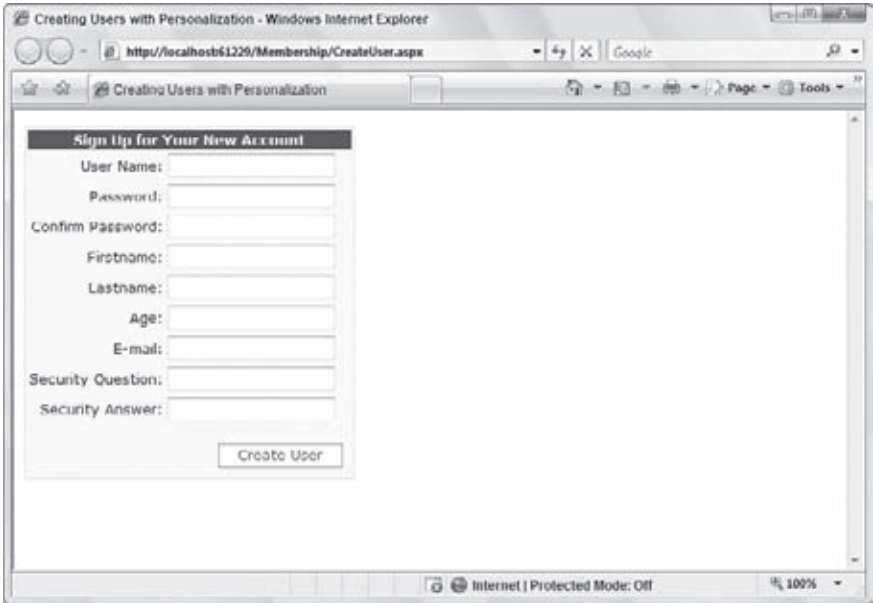 Creating Users with Personalization - Windows Internet Explorer
http://localhost:61229/Membership/CreateUser.aspx
Google
Creating Users with Personalization
Page
Tools
Sign Up for Your New Account
User Name:
Password:
Confirm Password:
Firstname:
Lastname:
Age:
E-mail:
Security Question:
Security Answer:
Create User
Internet | Protected Mode: Off
100%